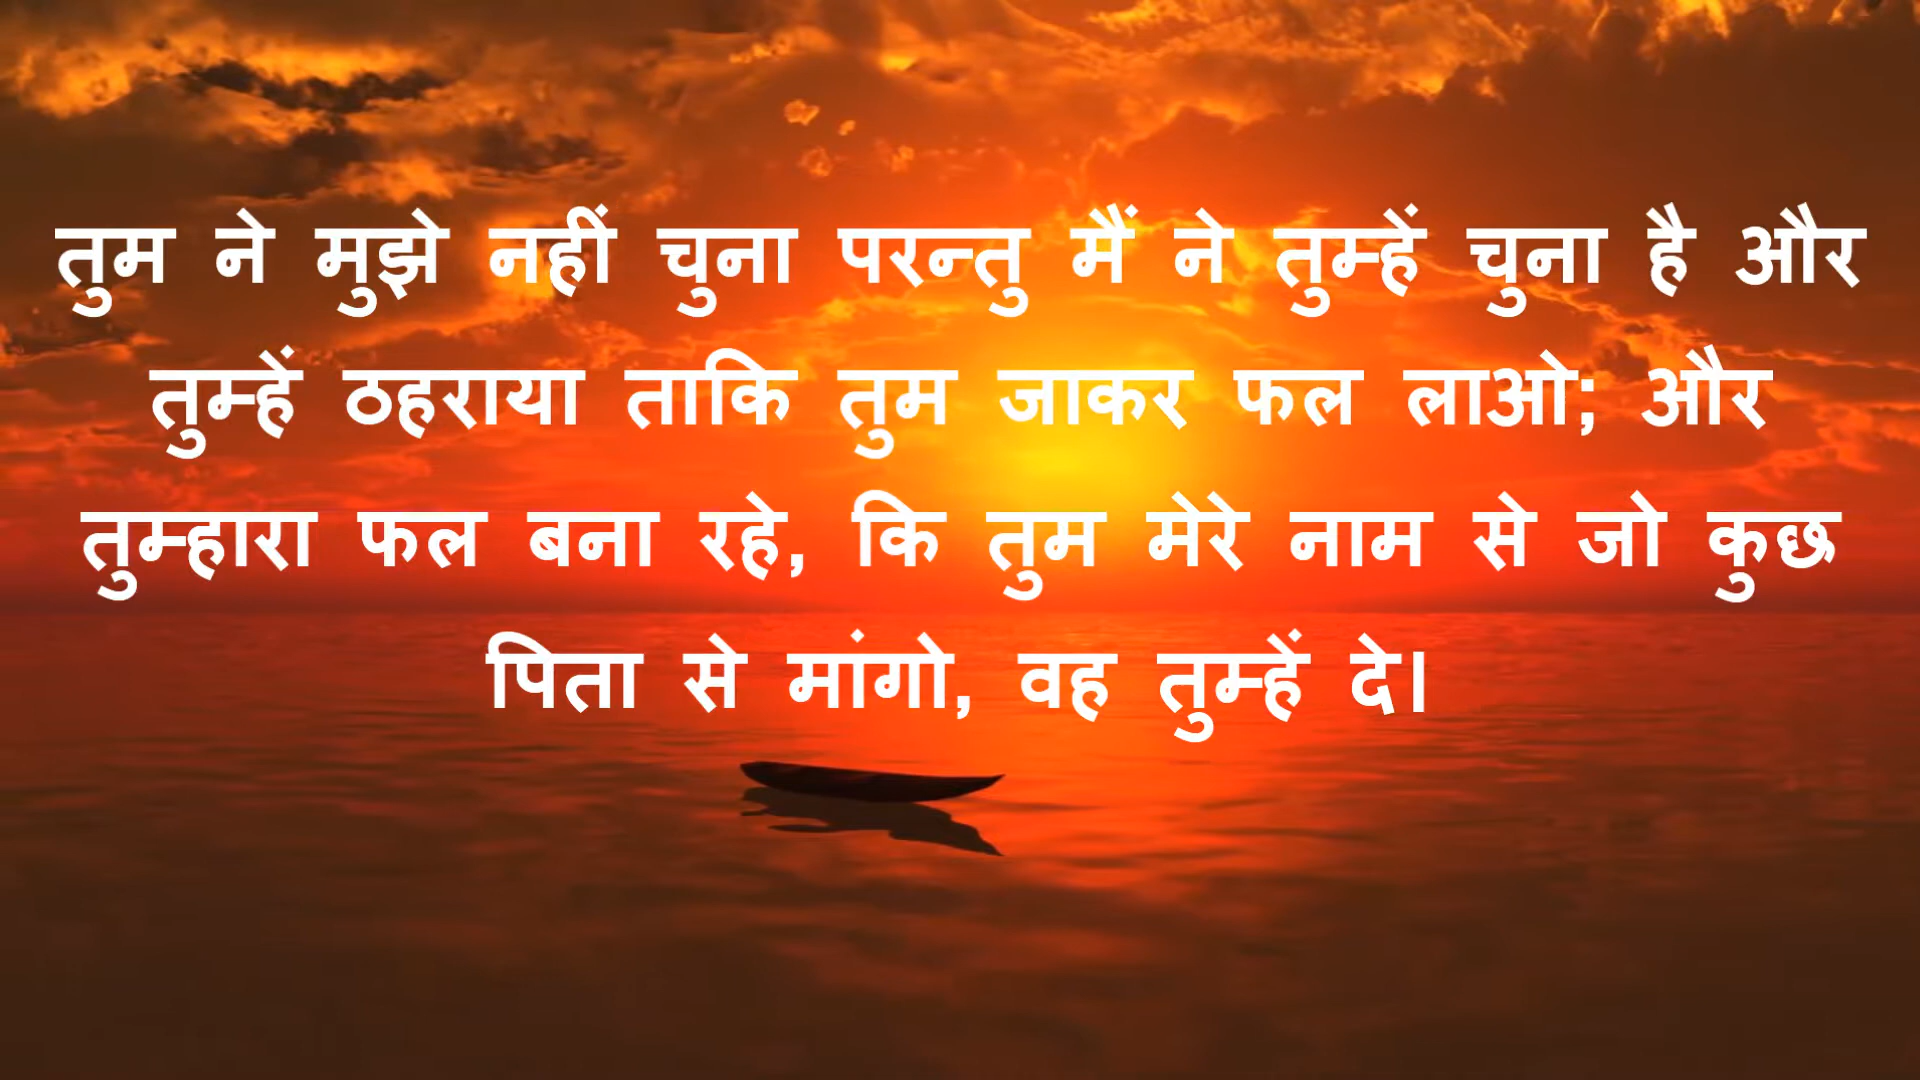 तुम ने मुझे नहीं चुना परन्तु मैं ने तुम्हें चुना है और
तुम्हें ठहराया ताकि तुम जाकर फल लाओ; और
तुम्हारा फल बना रहे, कि तुम मेरे नाम से जो कुछ
पिता से मांगो, वह तुम्हें दे।